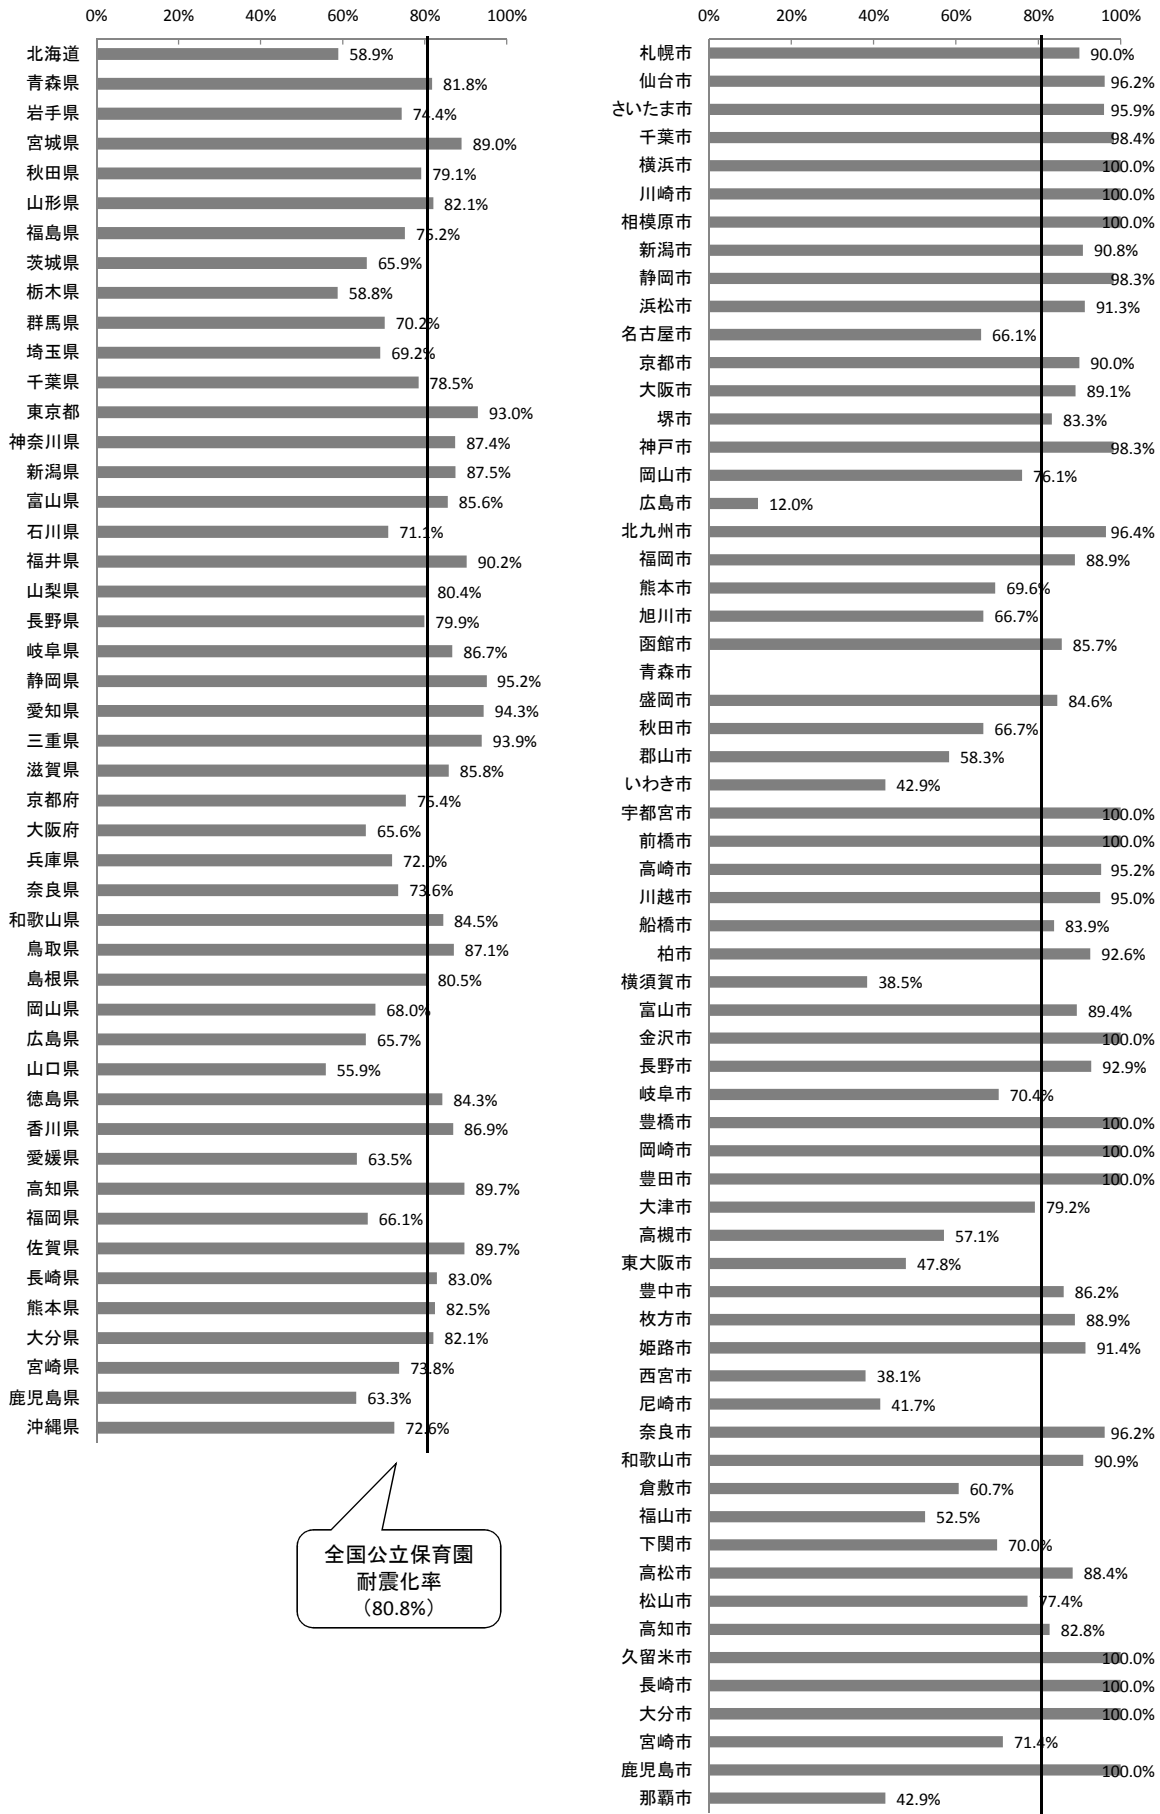 0% 20% 40% 60% 80% 100%
北海道 58.9%
青森県 81.8%
岩手県 74.4%
宮城県 89.0%
秋田県 79.1%
山形県 82.1%
福島県 75.2%
茨城県 65.9%
栃木県 58.8%
群馬県 70.2%
埼玉県 69.2%
千葉県 78.5%
東京都 93.0%
神奈川県 87.4%
新潟県 87.5%
富山県 85.6%
石川県 71.1%
福井県 90.2%
山梨県 80.4%
長野県 79.9%
岐阜県 86.7%
静岡県 95.2%
愛知県 94.3%
三重県 93.9%
滋賀県 85.8%
京都府 75.4%
大阪府 65.6%
兵庫県 72.0%
奈良県 73.6%
和歌山県 84.5%
鳥取県 87.1%
島根県 80.5%
岡山県 68.0%
広島県 65.7%
山口県 55.9%
徳島県 84.3%
香川県 86.9%
愛媛県 63.5%
高知県 89.7%
福岡県 66.1%
佐賀県 89.7%
長崎県 83.0%
熊本県 82.5%
大分県 82.1%
宮崎県 73.8%
鹿児島県 63.3%
沖縄県 72.6%
全国公立保育園
耐震化率
（80.8%）
0% 20% 40% 60% 80% 100%
札幌市 90.0%
仙台市 96.2%
さいたま市 95.9%
千葉市 98.4%
横浜市 100.0%
川崎市 100.0%
相模原市 100.0%
新潟市 90.8%
静岡市 98.3%
浜松市 91.3%
名古屋市 66.1%
京都市 90.0%
大阪市 89.1%
堺市 83.3%
神戸市 98.3%
岡山市 76.1%
広島市 12.0%
北九州市 96.4%
福岡市 88.9%
熊本市 69.6%
旭川市 66.7%
函館市 85.7%
青森市
盛岡市 84.6%
秋田市 66.7%
郡山市 58.3%
いわき市 42.9%
宇都宮市 100.0%
前橋市 100.0%
高崎市 95.2%
川越市 95.0%
船橋市 83.9%
柏市 92.6%
横須賀市 38.5%
富山市 89.4%
金沢市 100.0%
長野市 92.9%
岐阜市 70.4%
豊橋市 100.0%
岡崎市 100.0%
豊田市 100.0%
大津市 79.2%
高槻市 57.1%
東大阪市 47.8%
豊中市 86.2%
枚方市 88.9%
姫路市 91.4%
西宮市 38.1%
尼崎市 41.7%
奈良市 96.2%
和歌山市 90.9%
倉敷市 60.7%
福山市 52.5%
下関市 70.0%
高松市 88.4%
松山市 77.4%
高知市 82.8%
久留米市 100.0%
長崎市 100.0%
大分市 100.0%
宮崎市 71.4%
鹿児島市 100.0%
那覇市 42.9%